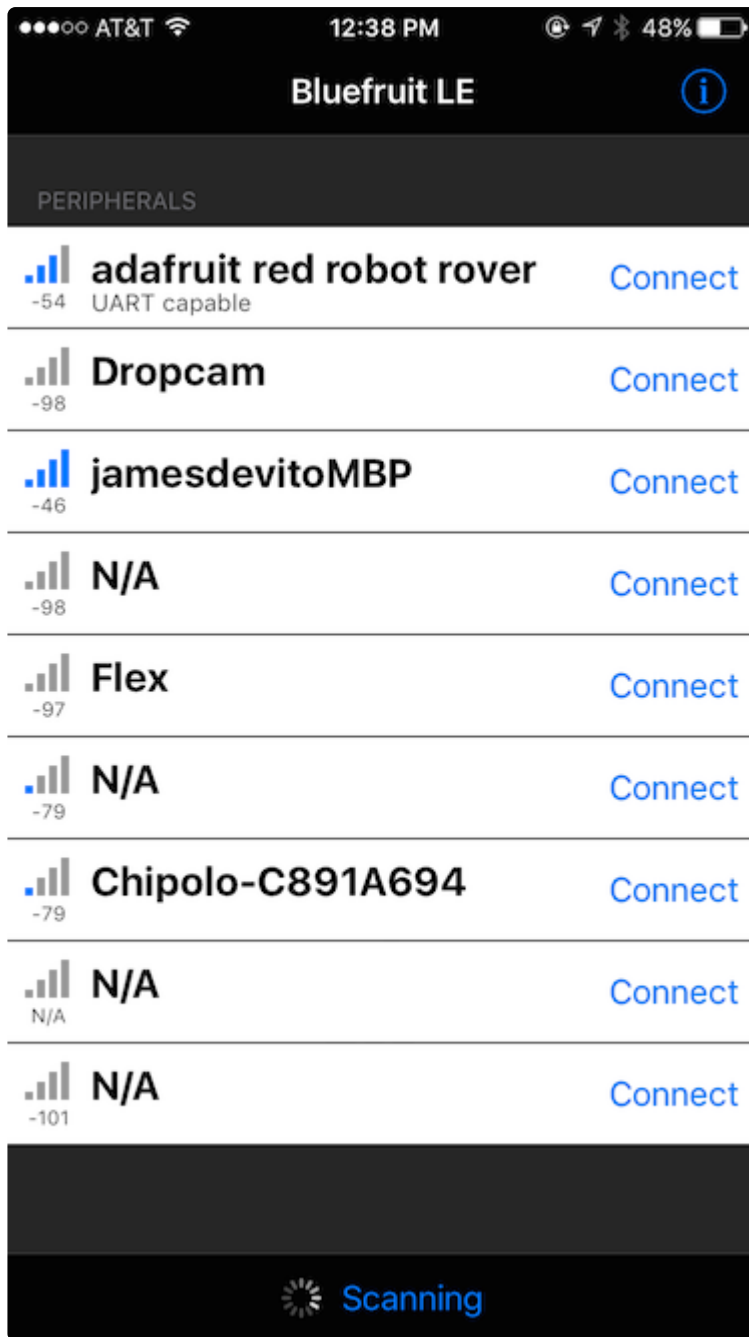 AT&T 12:38 PM 48%
Bluefruit LE i
PERIPHERALS
adafruit red robot rover Connect
-54 UART capable
Dropcam Connect
-98
jamesdevitoMBP Connect
-46
N/A Connect
-98
Flex Connect
-97
N/A Connect
-79
Chipolo-C891A694 Connect
-79
N/A Connect
N/A
N/A Connect
-101
Scanning